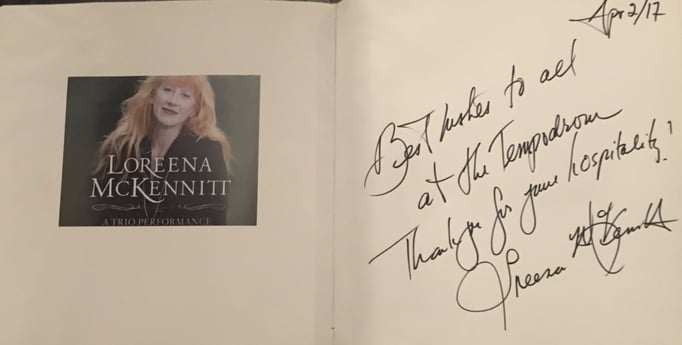 LOREENA
MCKENNITT
A TRIO PERFORMANCE
Apr 2/17
Best wishes to all
at the Tempodrom
Thank you for your hospitality!
Loreena McKennitt